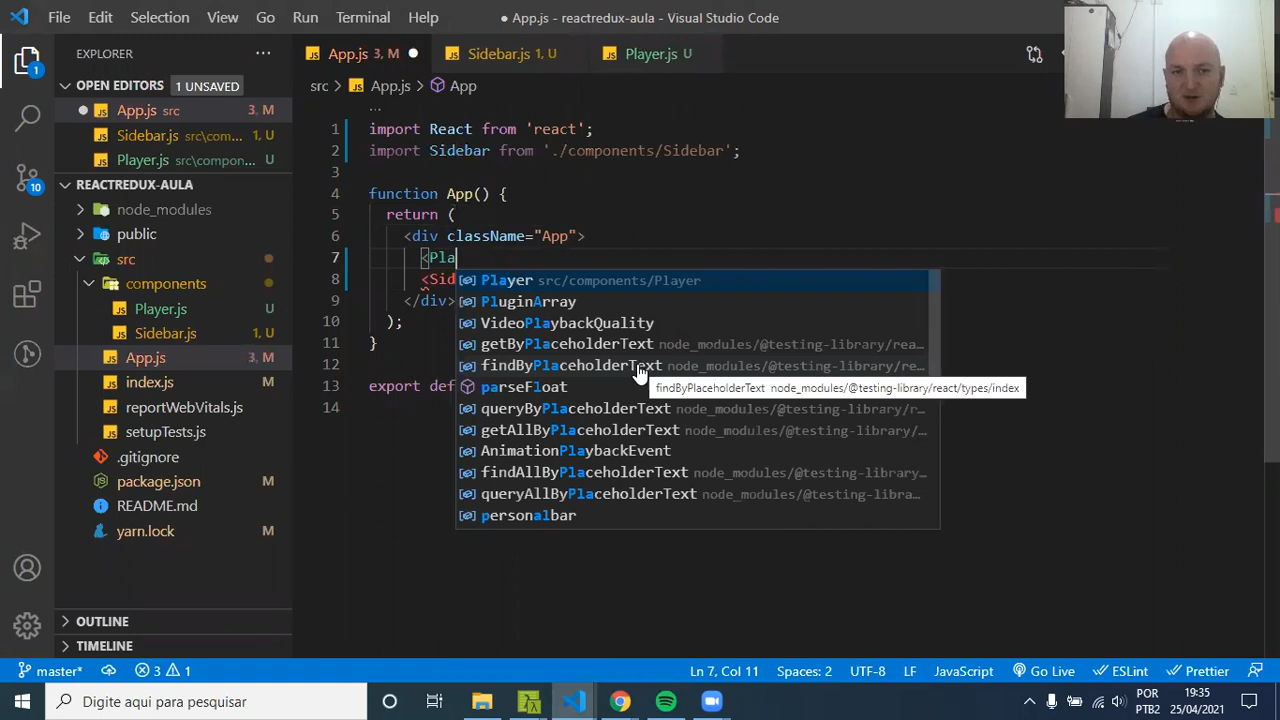 File Edit Selection View Go Run Terminal Help
● App.js - reactredux-aula - Visual Studio Code
EXPLORER
App.js 3, M
Sidebar.js 1, U
Player.js U
OPEN EDITORS 1 UNSAVED
App.js src 3, M
Sidebar.js src\com... 1, U
Player.js src\compon... U
REACTREDUX-AULA
node_modules
public
src
components
Player.js U
Sidebar.js 1, U
App.js 3, M
index.js M
reportWebVitals.js
setupTests.js M
.gitignore
package.json M
README.md
yarn.lock M
OUTLINE
TIMELINE
1
10
src > App.js > App
...
1 import React from 'react';
2 import Sidebar from './components/Sidebar';
3
4 function App() {
5 return (
6 <div className="App">
7 <Pla
8 <Sid
9 </div>
10 );
11 }
12
13 export def
14
Player src/components/Player
PluginArray
VideoPlaybackQuality
getByPlaceholderText node_modules/@testing-library/rea...
findByPlaceholderText node_modules/@testing-library/re...
findByPlaceholderText node_modules/@testing-library/react/types/index
parseFloat
queryByPlaceholderText node_modules/@testing-library/r...
getAllByPlaceholderText node_modules/@testing-library/...
AnimationPlaybackEvent
findAllByPlaceholderText node_modules/@testing-library...
queryAllByPlaceholderText node_modules/@testing-libra...
personalbar
master* 3 1 Ln 7, Col 11 Spaces: 2 UTF-8 LF JavaScript Go Live ESLint Prettier
Digite aqui para pesquisar
POR
PTB2
19:35
25/04/2021